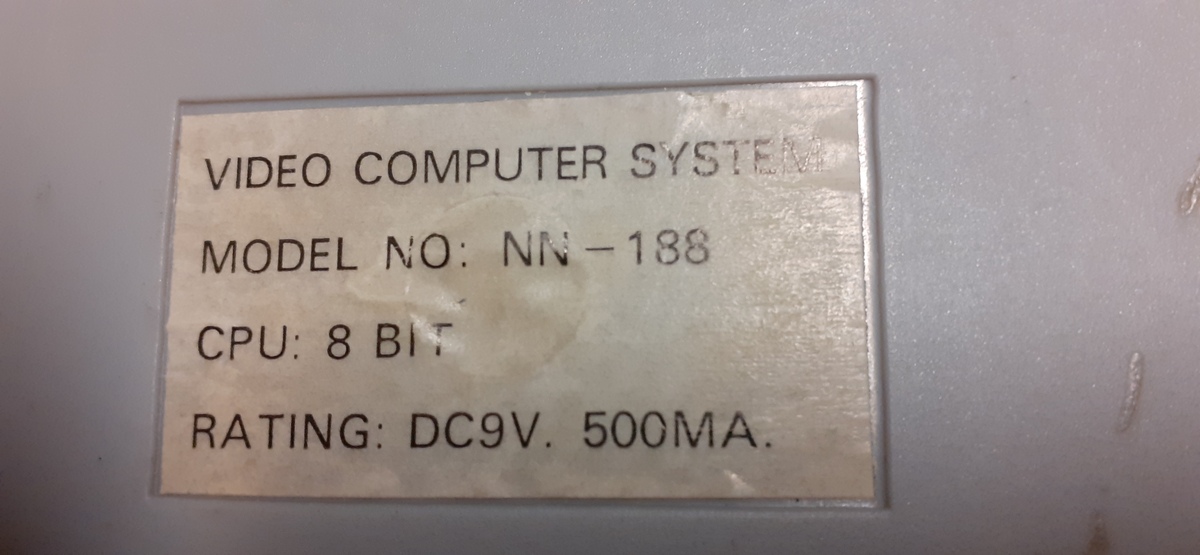 VIDEO COMPUTER SYSTEM
MODEL NO: NN-188
CPU: 8 BIT
RATING: DC9V. 500MA.